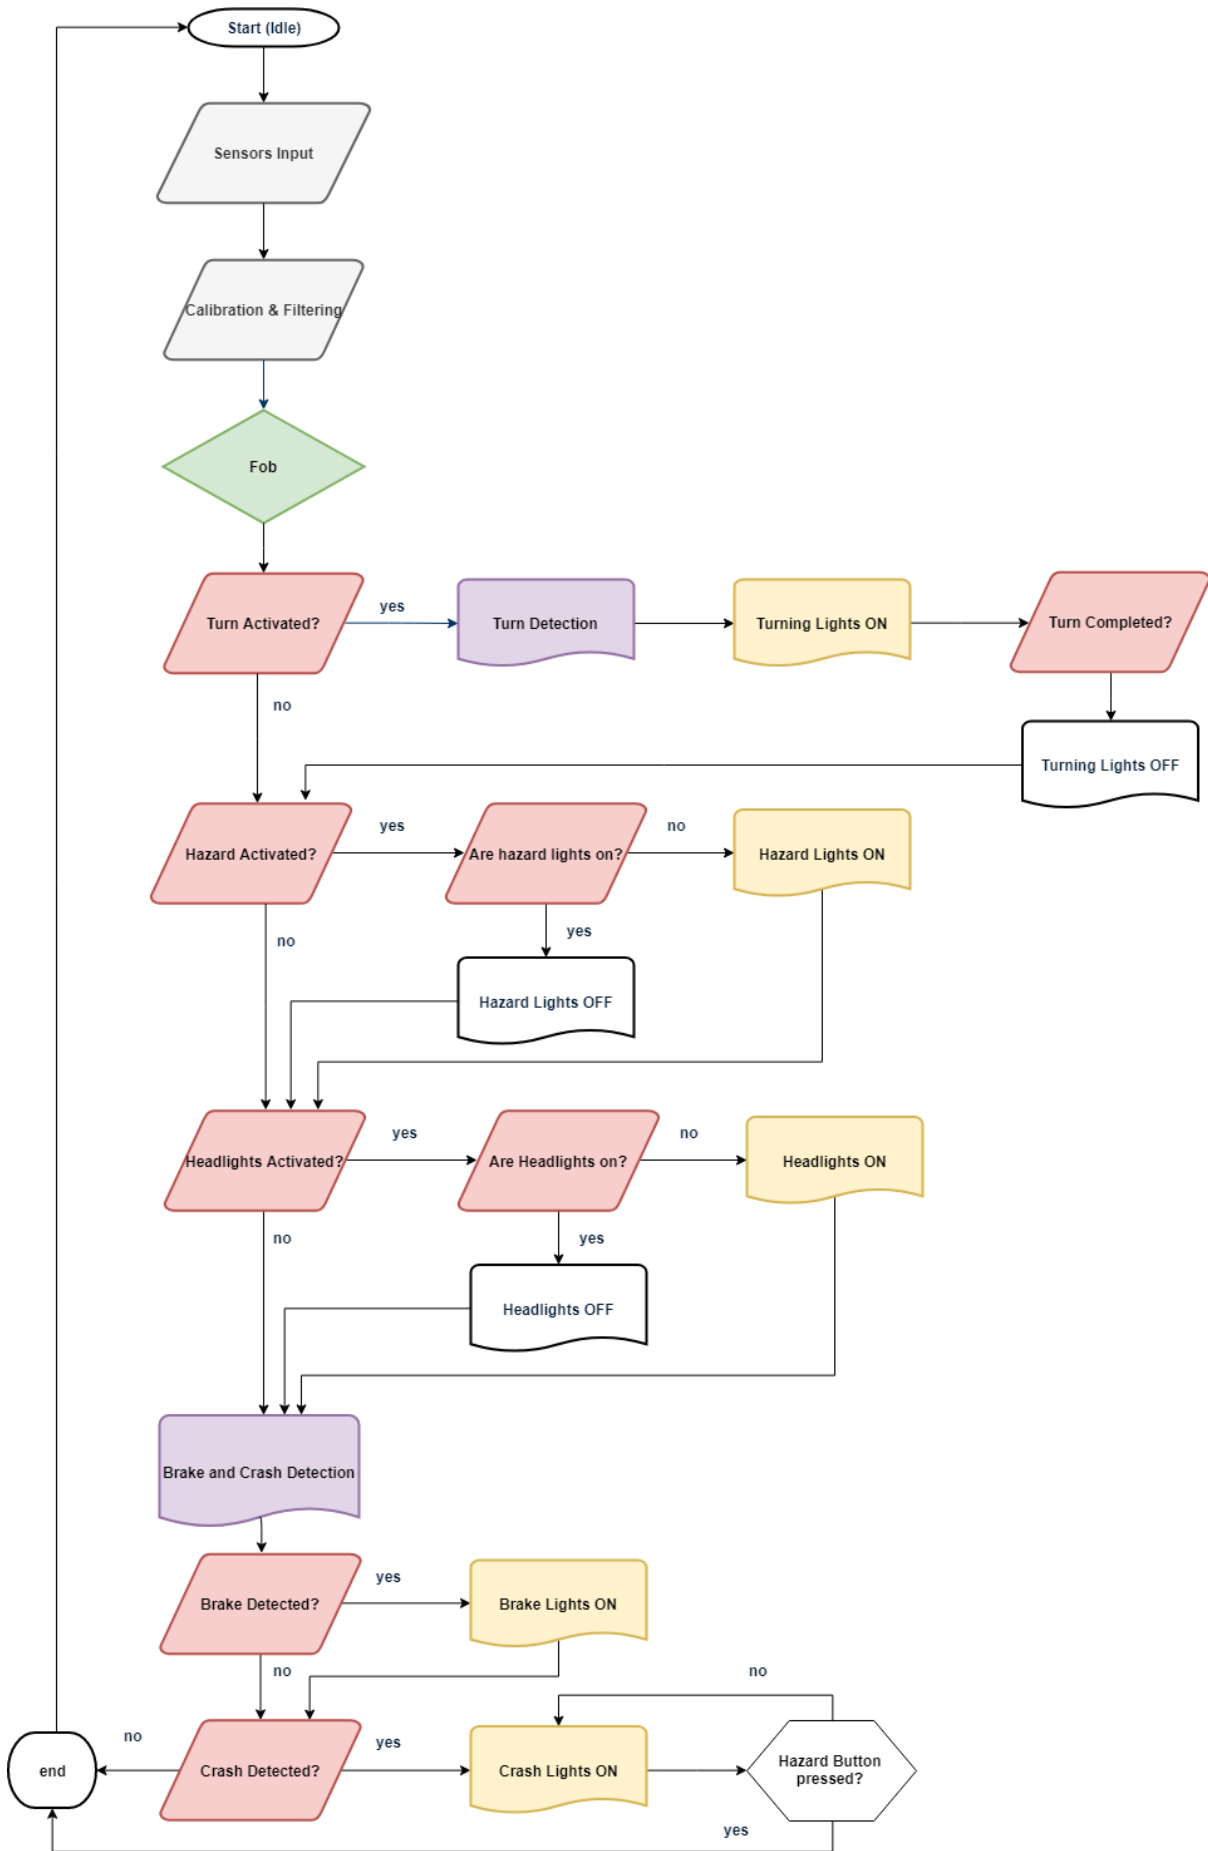 Start (Idle)
Sensors Input
Calibration & Filtering
Fob
Turn Activated?
yes
Turn Detection
Turning Lights ON
Turn Completed?
no
Turning Lights OFF
Hazard Activated?
yes
Are hazard lights on?
no
Hazard Lights ON
no
yes
Hazard Lights OFF
Headlights Activated?
yes
Are Headlights on?
no
Headlights ON
no
yes
Headlights OFF
Brake and Crash Detection
Brake Detected?
yes
Brake Lights ON
no
no
end
no
Crash Detected?
yes
Crash Lights ON
Hazard Button
pressed?
yes